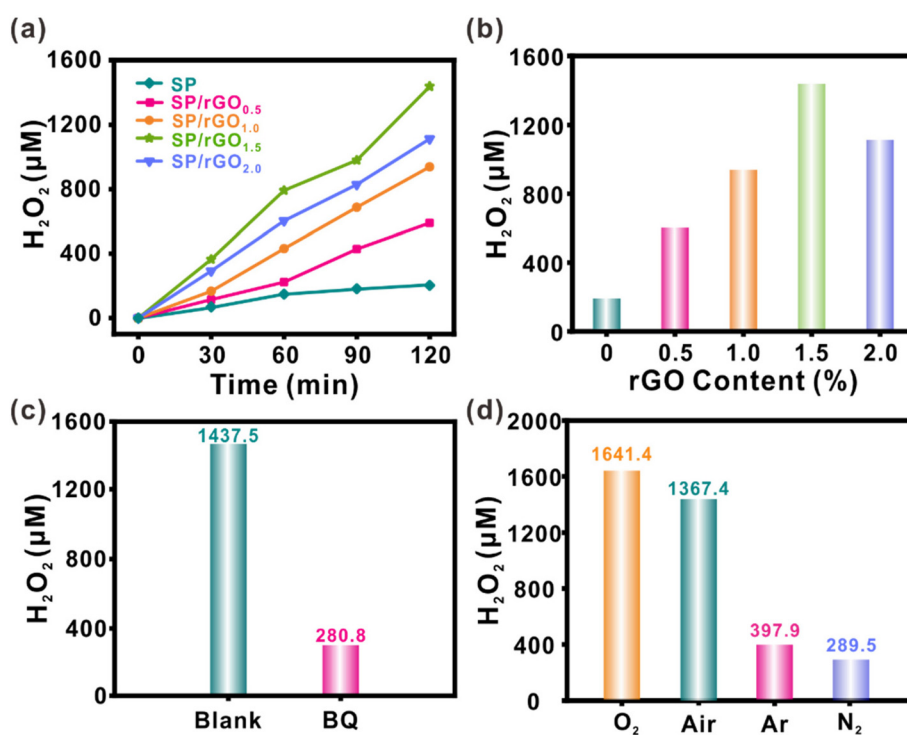 (a)
H₂O₂ (μM)
1600
1200
800
400
0
SP
SP/rGO₀.₅
SP/rGO₁.₀
SP/rGO₁.₅
SP/rGO₂.₀
0 30 60 90 120
Time (min)
(b)
H₂O₂ (μM)
1600
1200
800
400
0
0 0.5 1.0 1.5 2.0
rGO Content (%)
(c)
H₂O₂ (μM)
1600
1200
800
400
0
1437.5
280.8
Blank BQ
(d)
H₂O₂ (μM)
2000
1600
1200
800
400
0
1641.4
1367.4
397.9
289.5
O₂ Air Ar N₂